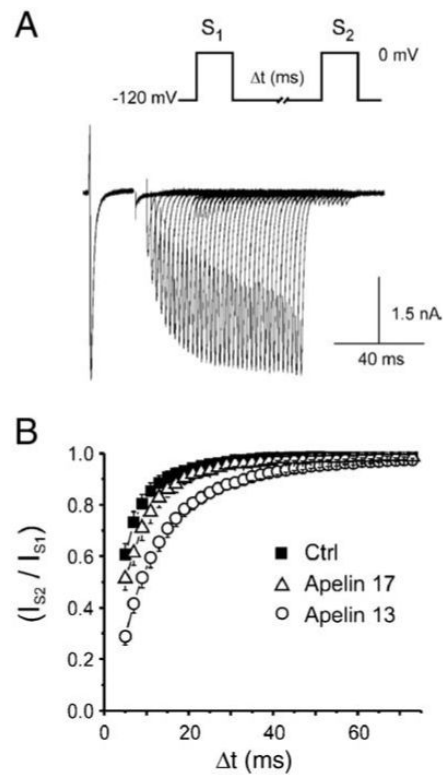 A
S1 S2
Δt (ms)
0 mV
-120 mV
1.5 nA
40 ms
B
(IS2 / IS1)
1.0
0.8
0.6
0.4
0.2
0.0
Ctrl
Apelin 17
Apelin 13
0 20 40 60
Δt (ms)